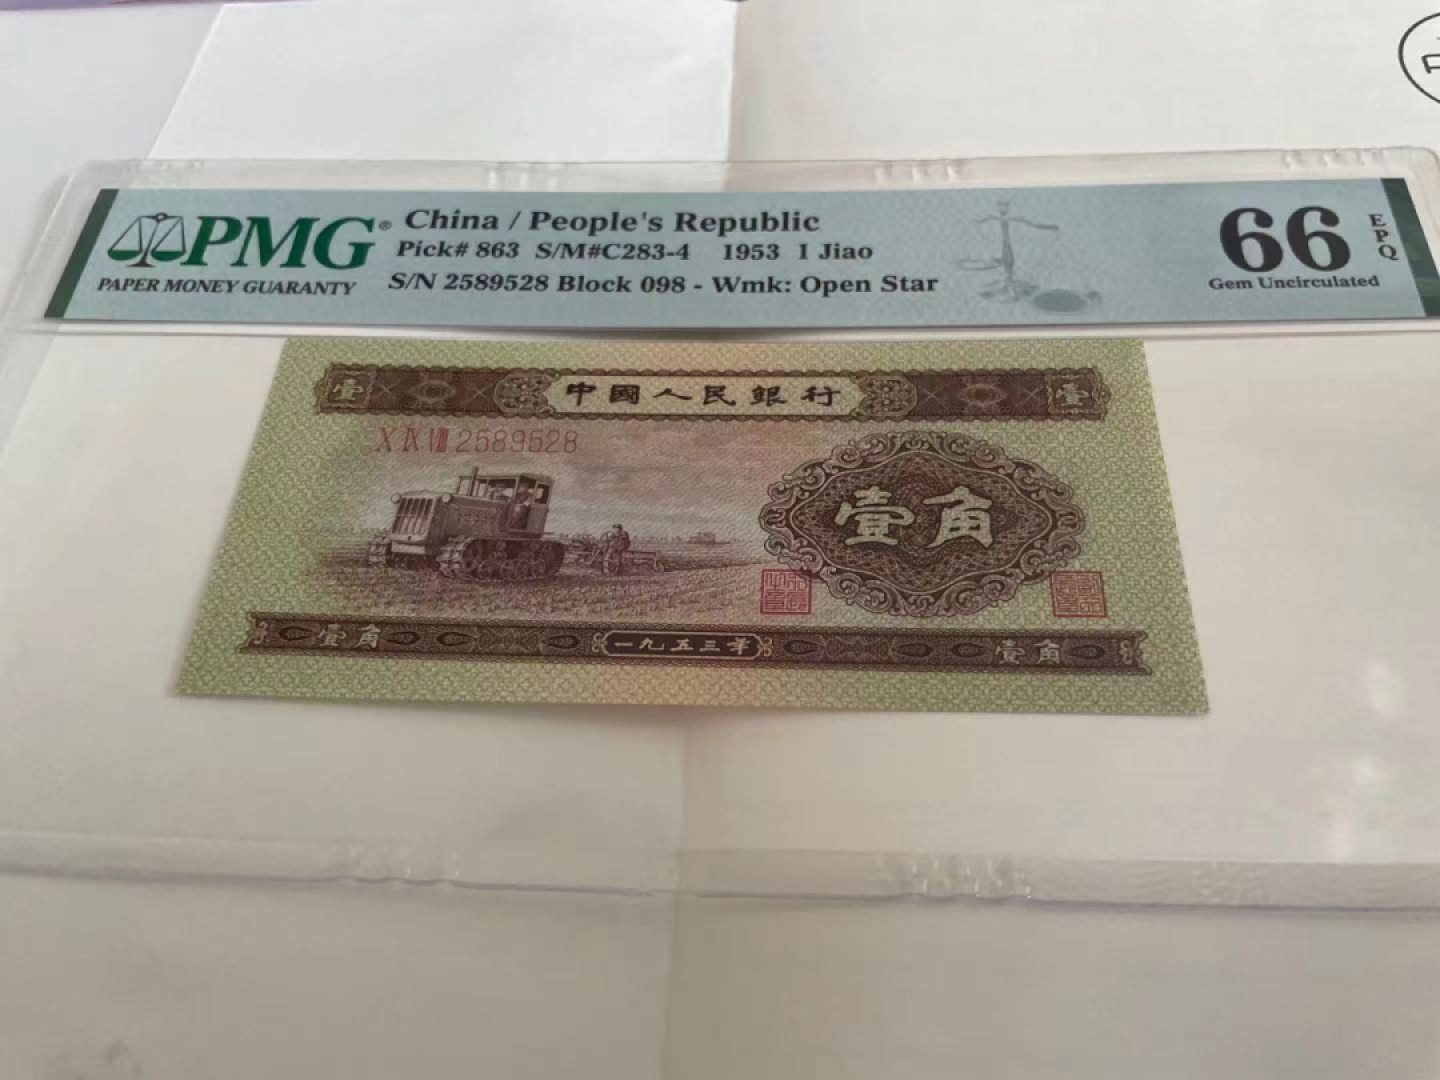 PMG®
PAPER MONEY GUARANTY
China / People's Republic
Pick# 863 S/M#C283-4 1953 1 Jiao
S/N 2589528 Block 098 - Wmk: Open Star
66
EPQ
Gem Uncirculated
壹 中國人民銀行 壹
X IX VIII 2589528
壹角
壹角 一九五三年 壹角